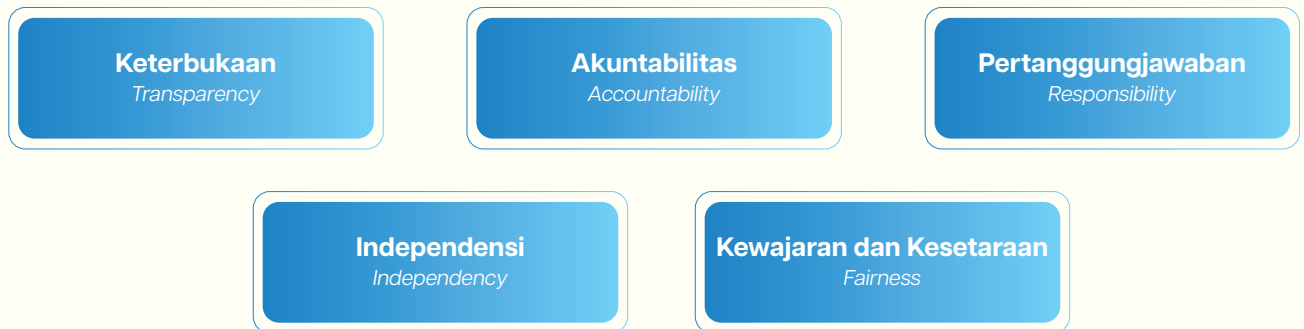 Keterbukaan
Transparency
Akuntabilitas
Accountability
Pertanggungjawaban
Responsibility
Independensi
Independency
Kewajaran dan Kesetaraan
Fairness